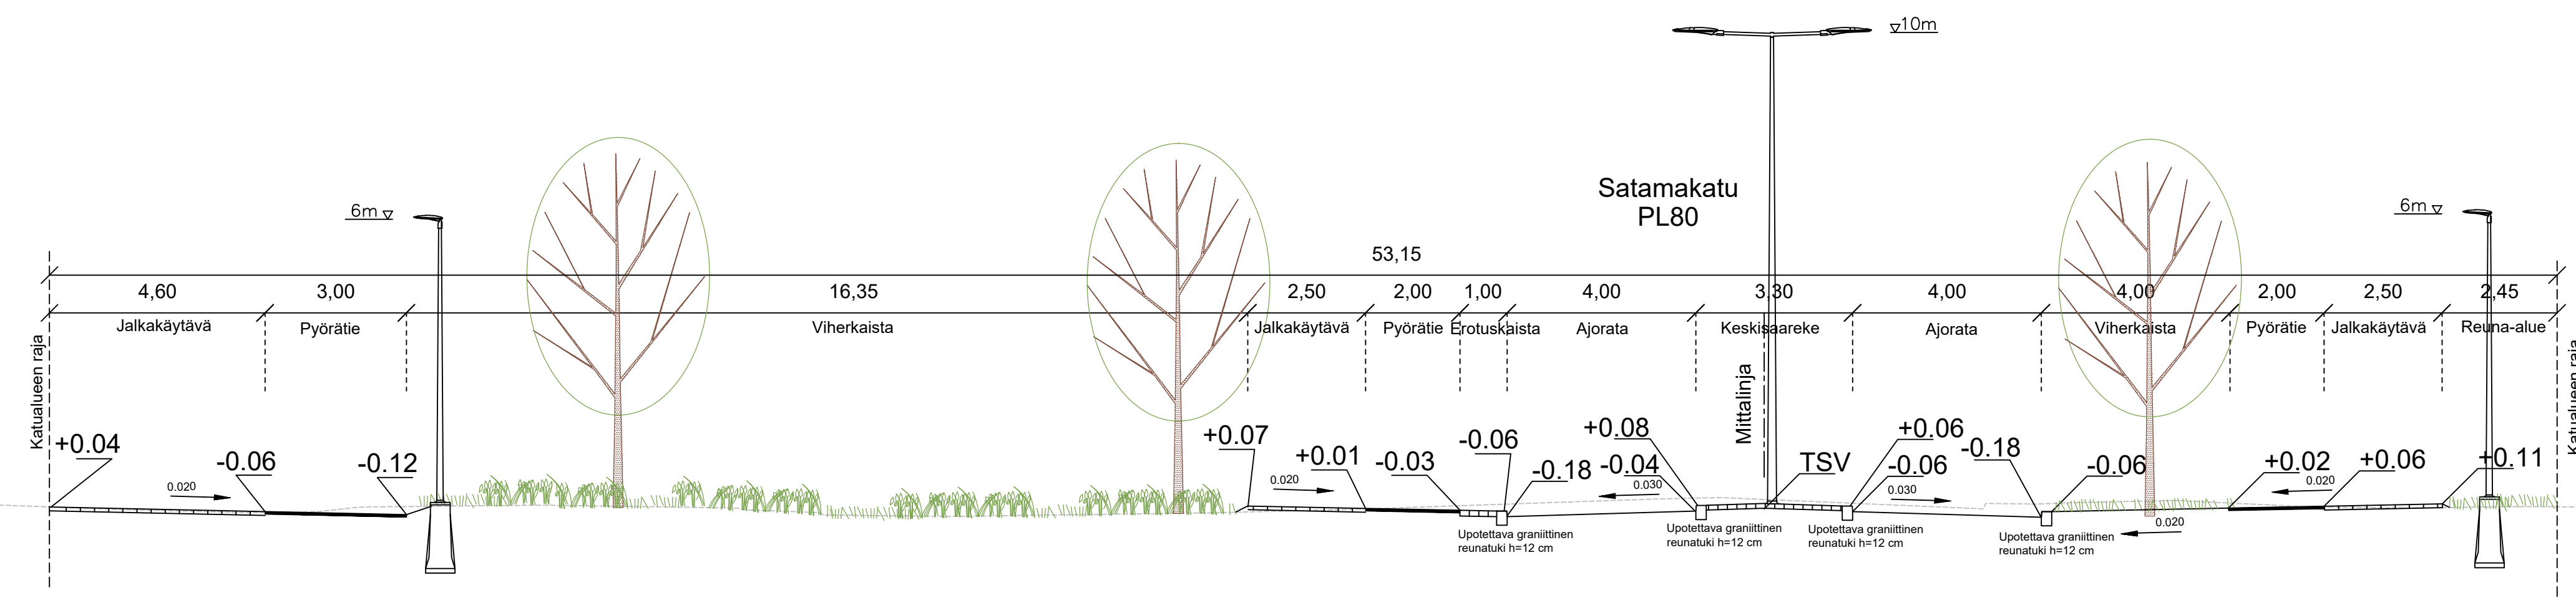 10m
Satamakatu
PL80
6m
6m
53,15
4,60
3,00
16,35
2,50
2,00
1,00
4,00
3,30
4,00
4,00
2,00
2,50
2,45
Jalkakäytävä
Pyörätie
Viherkaista
Jalkakäytävä
Pyörätie
Erotuskaista
Ajorata
Keskisaareke
Ajorata
Viherkaista
Pyörätie
Jalkakäytävä
Reuna-alue
Katualueen raja
Mittalinja
Katualueen raja
+0.04
-0.06
-0.12
+0.07
+0.01
-0.03
-0.06
-0.18
+0.08
-0.04
TSV
+0.06
-0.06
-0.18
-0.06
+0.02
+0.06
+0.11
0.020
0.020
0.030
0.030
0.020
0.020
Upotettava graniittinen
reunatuki h=12 cm
Upotettava graniittinen
reunatuki h=12 cm
Upotettava graniittinen
reunatuki h=12 cm
Upotettava graniittinen
reunatuki h=12 cm